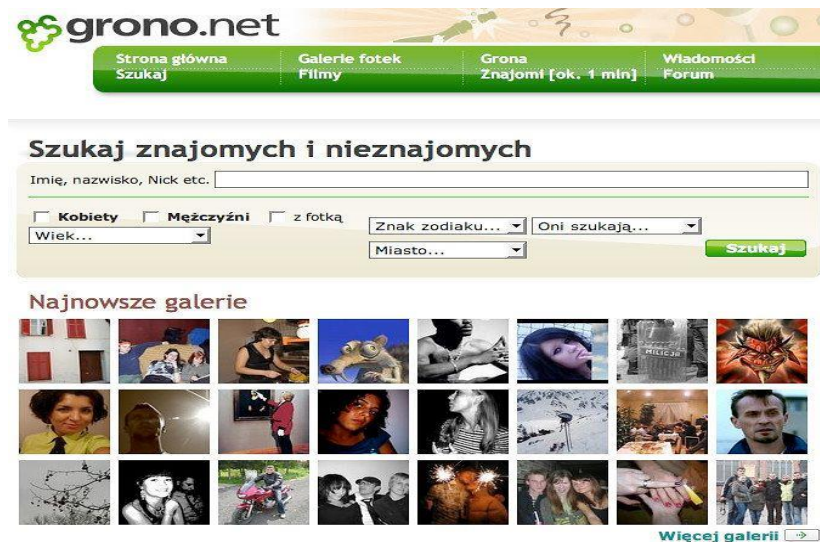 grono.net
Strona główna Galerie fotek Grona Wiadomości
Szukaj Filmy Znajomi [ok. 1 mln] Forum
Szukaj znajomych i nieznajomych
Imię, nazwisko, Nick etc.
Kobiety Mężczyźni z fotką Znak zodiaku... Oni szukają...
Wiek... Miasto... Szukaj
Najnowsze galerie
MILICJA
Więcej galerii